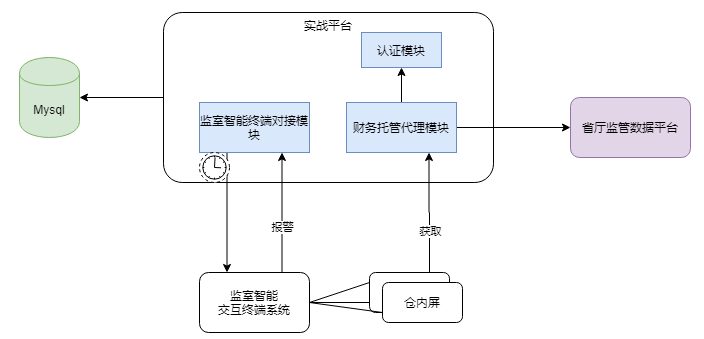 实战平台
认证模块
Mysql
监室智能终端对接模
块
财务托管代理模块
省厅监管数据平台
报警
获取
监室智能
交互终端系统
仓内屏